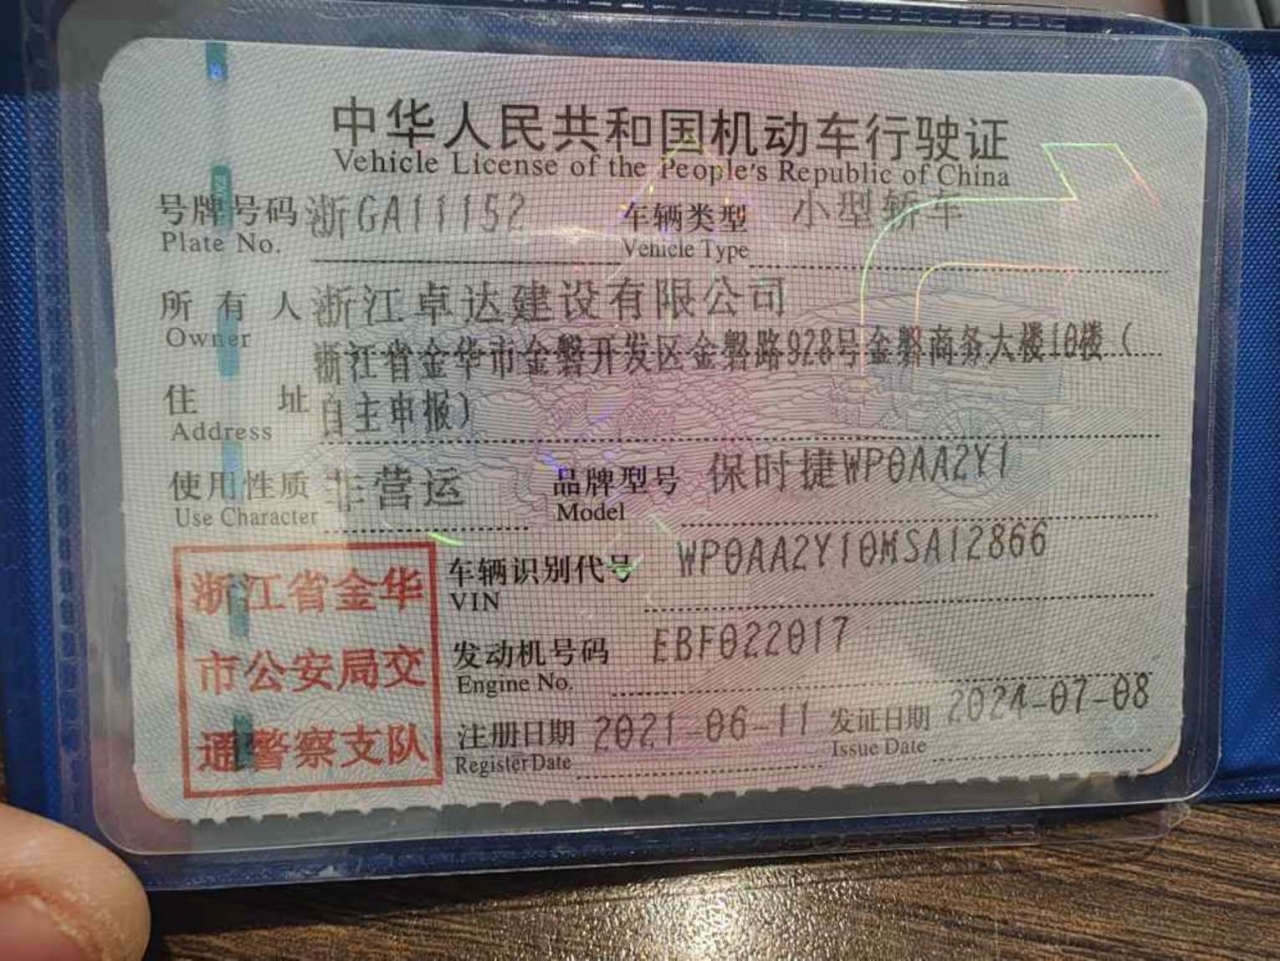 中华人民共和国机动车行驶证
Vehicle License of the People's Republic of China
号牌号码 浙GA11152 车辆类型 小型轿车
Plate No. Vehicle Type
所有人 浙江卓达建设有限公司
Owner
浙江省金华市金磐开发区金磐路928号金磐商务大楼10楼（
住址 自主申报）
Address
使用性质 非营运 品牌型号 保时捷WP0AA2Y1
Use Character Model
浙江省金华
市公安局交
通警察支队
车辆识别代号 WP0AA2Y10MSA12866
VIN
发动机号码 EBF022017
Engine No.
注册日期 2021-06-11 发证日期 2024-07-08
Register Date Issue Date